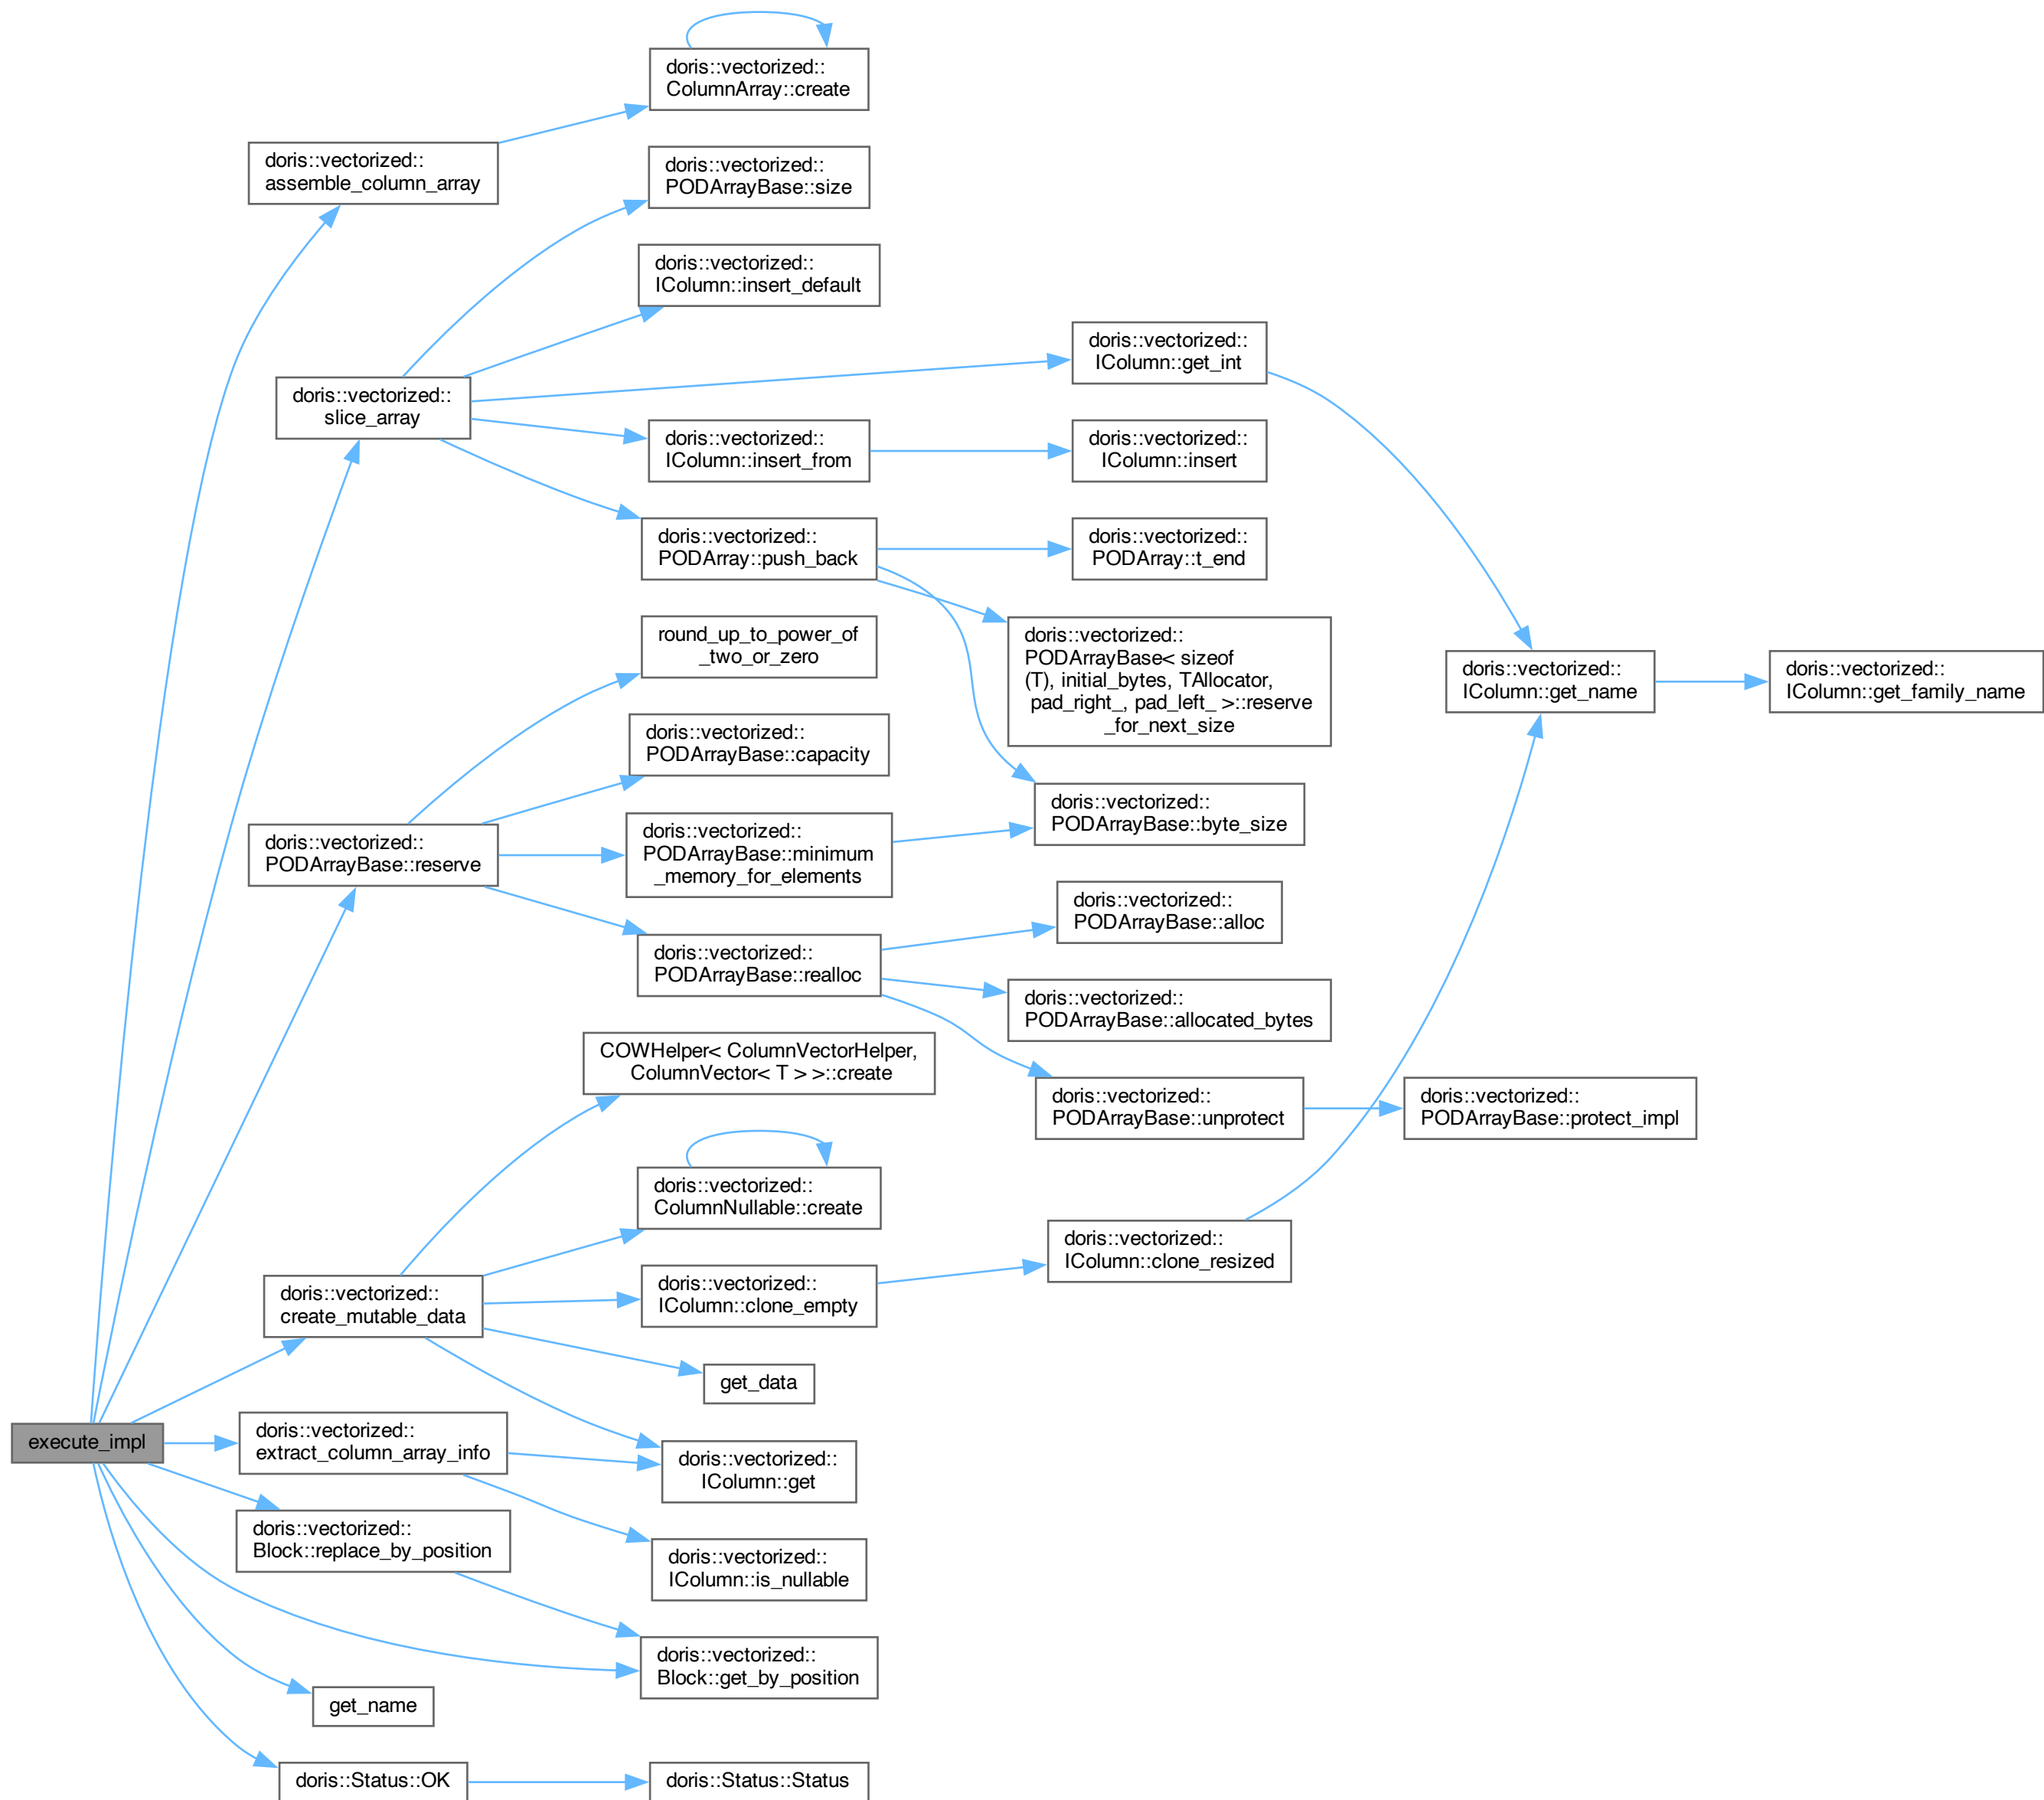 doris::vectorized::
ColumnArray::create
doris::vectorized::
assemble_column_array
doris::vectorized::
PODArrayBase::size
doris::vectorized::
IColumn::insert_default
doris::vectorized::
IColumn::get_int
doris::vectorized::
slice_array
doris::vectorized::
IColumn::insert_from
doris::vectorized::
IColumn::insert
doris::vectorized::
PODArray::push_back
doris::vectorized::
PODArray::t_end
round_up_to_power_of
_two_or_zero
doris::vectorized::
PODArrayBase< sizeof
(T), initial_bytes, TAllocator,
pad_right_, pad_left_ >::reserve
_for_next_size
doris::vectorized::
IColumn::get_name
doris::vectorized::
IColumn::get_family_name
doris::vectorized::
PODArrayBase::capacity
doris::vectorized::
PODArrayBase::byte_size
doris::vectorized::
PODArrayBase::reserve
doris::vectorized::
PODArrayBase::minimum
_memory_for_elements
doris::vectorized::
PODArrayBase::alloc
doris::vectorized::
PODArrayBase::realloc
doris::vectorized::
PODArrayBase::allocated_bytes
COWHelper< ColumnVectorHelper,
ColumnVector< T > >::create
doris::vectorized::
PODArrayBase::unprotect
doris::vectorized::
PODArrayBase::protect_impl
doris::vectorized::
ColumnNullable::create
doris::vectorized::
IColumn::clone_resized
doris::vectorized::
create_mutable_data
doris::vectorized::
IColumn::clone_empty
get_data
execute_impl
doris::vectorized::
extract_column_array_info
doris::vectorized::
IColumn::get
doris::vectorized::
Block::replace_by_position
doris::vectorized::
IColumn::is_nullable
doris::vectorized::
Block::get_by_position
get_name
doris::Status::OK
doris::Status::Status